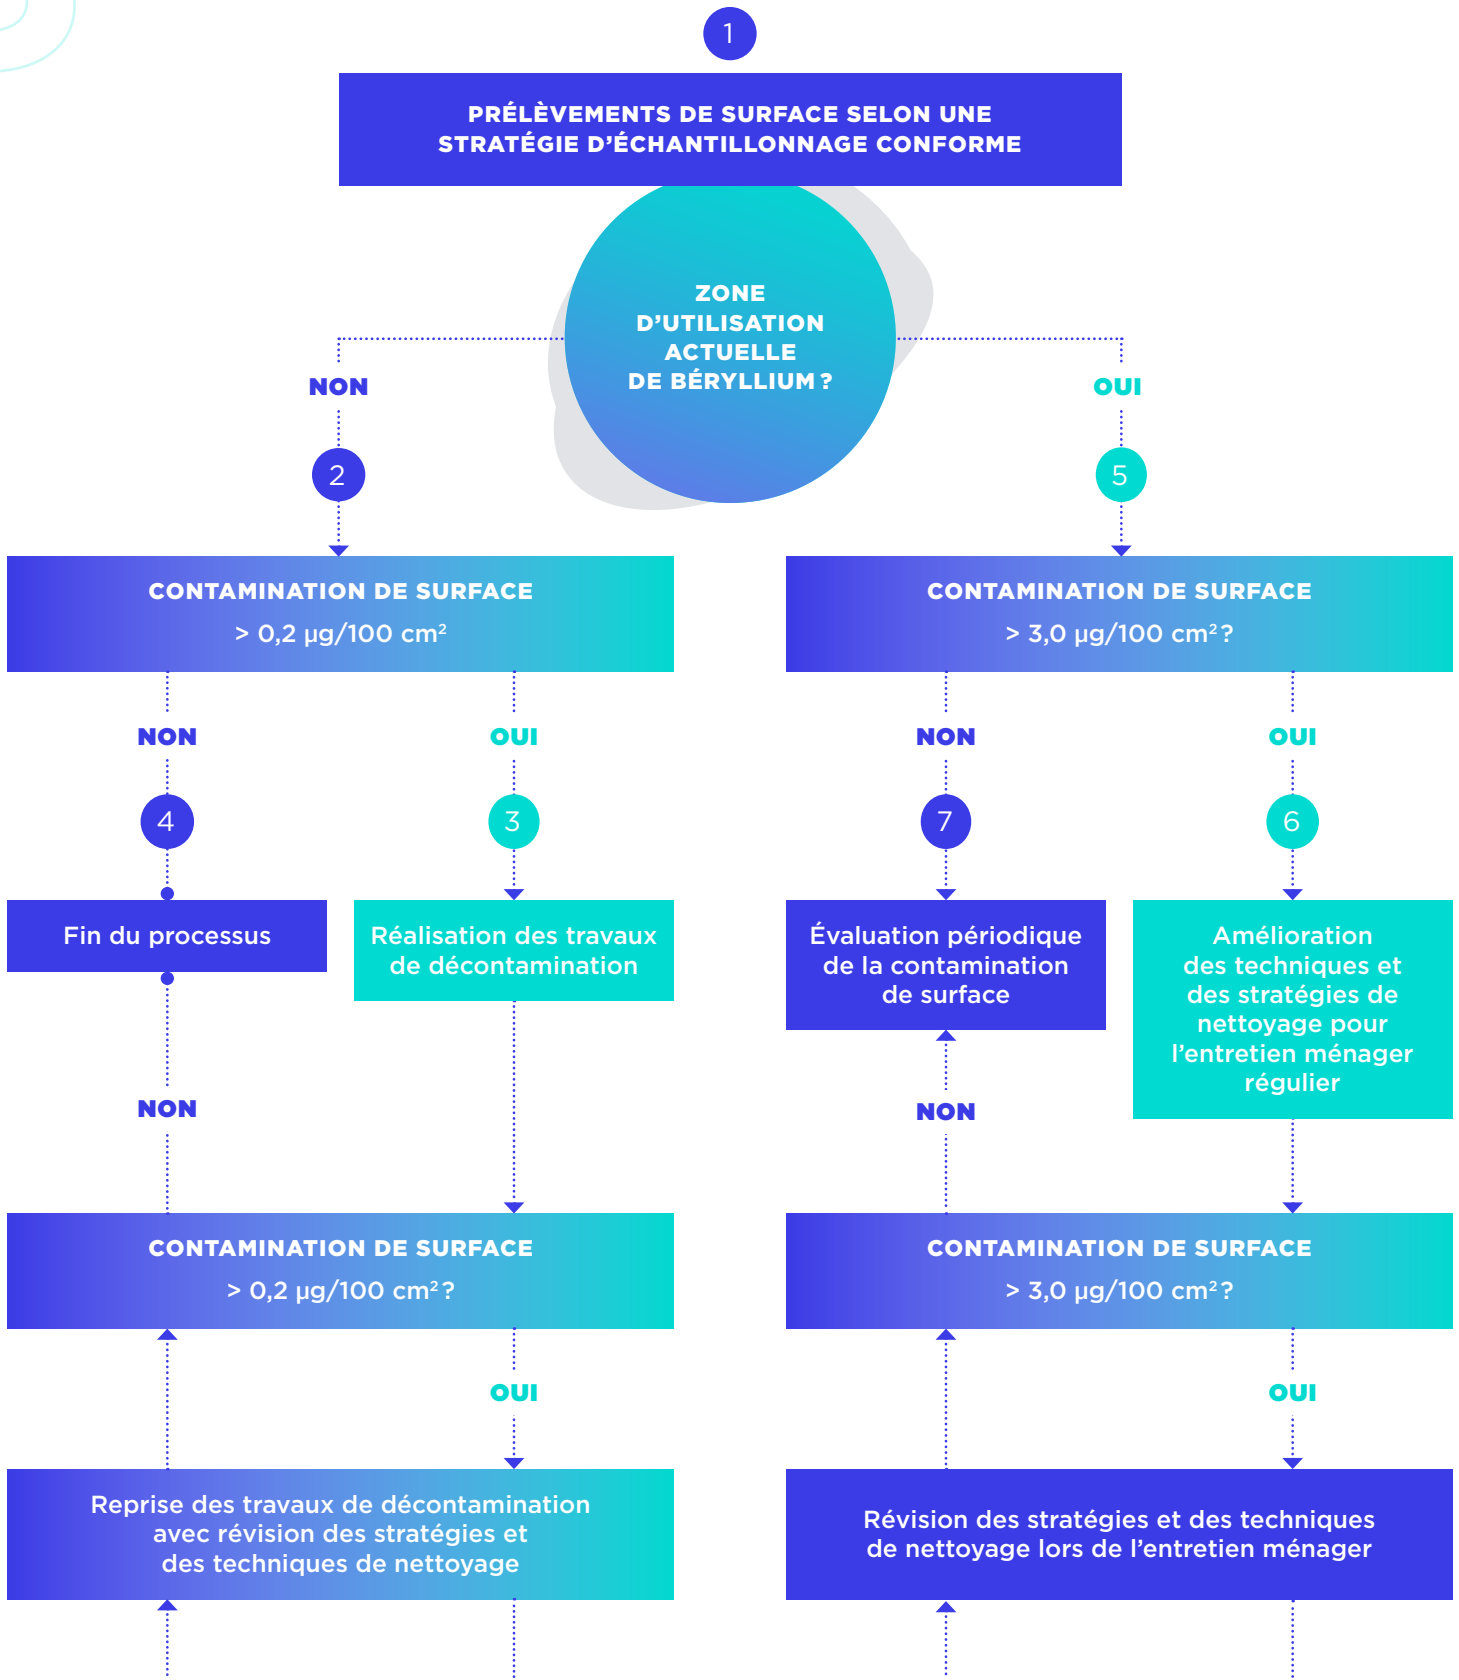 1
PRÉLÈVEMENTS DE SURFACE SELON UNE
STRATÉGIE D’ÉCHANTILLONNAGE CONFORME
ZONE
D’UTILISATION
ACTUELLE
DE BÉRYLLIUM ?
NON
OUI
2
5
CONTAMINATION DE SURFACE
> 0,2 µg/100 cm²
CONTAMINATION DE SURFACE
> 3,0 µg/100 cm² ?
NON
OUI
NON
OUI
4
3
7
6
Fin du processus
Réalisation des travaux
de décontamination
Évaluation périodique
de la contamination
de surface
Amélioration
des techniques et
des stratégies de
nettoyage pour
l’entretien ménager
régulier
NON
NON
CONTAMINATION DE SURFACE
> 0,2 µg/100 cm² ?
CONTAMINATION DE SURFACE
> 3,0 µg/100 cm² ?
OUI
OUI
Reprise des travaux de décontamination
avec révision des stratégies et
des techniques de nettoyage
Révision des stratégies et des techniques
de nettoyage lors de l’entretien ménager